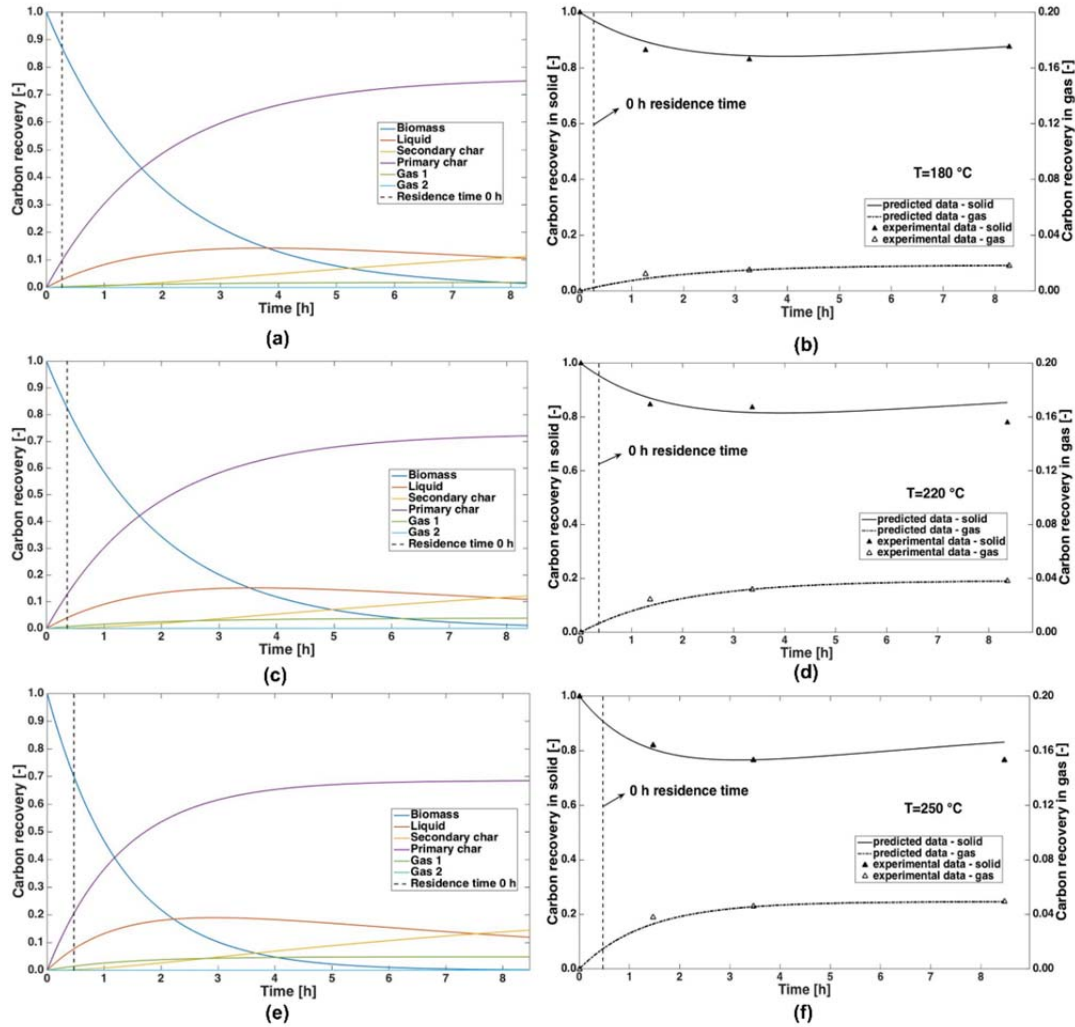 Carbon recovery [-]
1.0
0.9
0.8
0.7
0.6
0.5
0.4
0.3
0.2
0.1
0.0
Biomass
Liquid
Secondary char
Primary char
Gas 1
Gas 2
Residence time 0 h
0 1 2 3 4 5 6 7 8
Time [h]
(a)
Carbon recovery in solid [-]
1.0
0.8
0.6
0.4
0.2
0.0
0 h residence time
T=180 °C
predicted data - solid
predicted data - gas
experimental data - solid
experimental data - gas
0.20
0.16
0.12
0.08
0.04
0.00
Carbon recovery in gas [-]
0 1 2 3 4 5 6 7 8
Time [h]
(b)
Carbon recovery [-]
1.0
0.9
0.8
0.7
0.6
0.5
0.4
0.3
0.2
0.1
0.0
Biomass
Liquid
Secondary char
Primary char
Gas 1
Gas 2
Residence time 0 h
0 1 2 3 4 5 6 7 8
Time [h]
(c)
Carbon recovery in solid [-]
1.0
0.8
0.6
0.4
0.2
0.0
0 h residence time
T=220 °C
predicted data - solid
predicted data - gas
experimental data - solid
experimental data - gas
0.20
0.16
0.12
0.08
0.04
0.00
Carbon recovery in gas [-]
0 1 2 3 4 5 6 7 8
Time [h]
(d)
Carbon recovery [-]
1.0
0.9
0.8
0.7
0.6
0.5
0.4
0.3
0.2
0.1
0.0
Biomass
Liquid
Secondary char
Primary char
Gas 1
Gas 2
Residence time 0 h
0 1 2 3 4 5 6 7 8
Time [h]
(e)
Carbon recovery in solid [-]
1.0
0.8
0.6
0.4
0.2
0.0
0 h residence time
T=250 °C
predicted data - solid
predicted data - gas
experimental data - solid
experimental data - gas
0.20
0.16
0.12
0.08
0.04
0.00
Carbon recovery in gas [-]
0 1 2 3 4 5 6 7 8
Time [h]
(f)